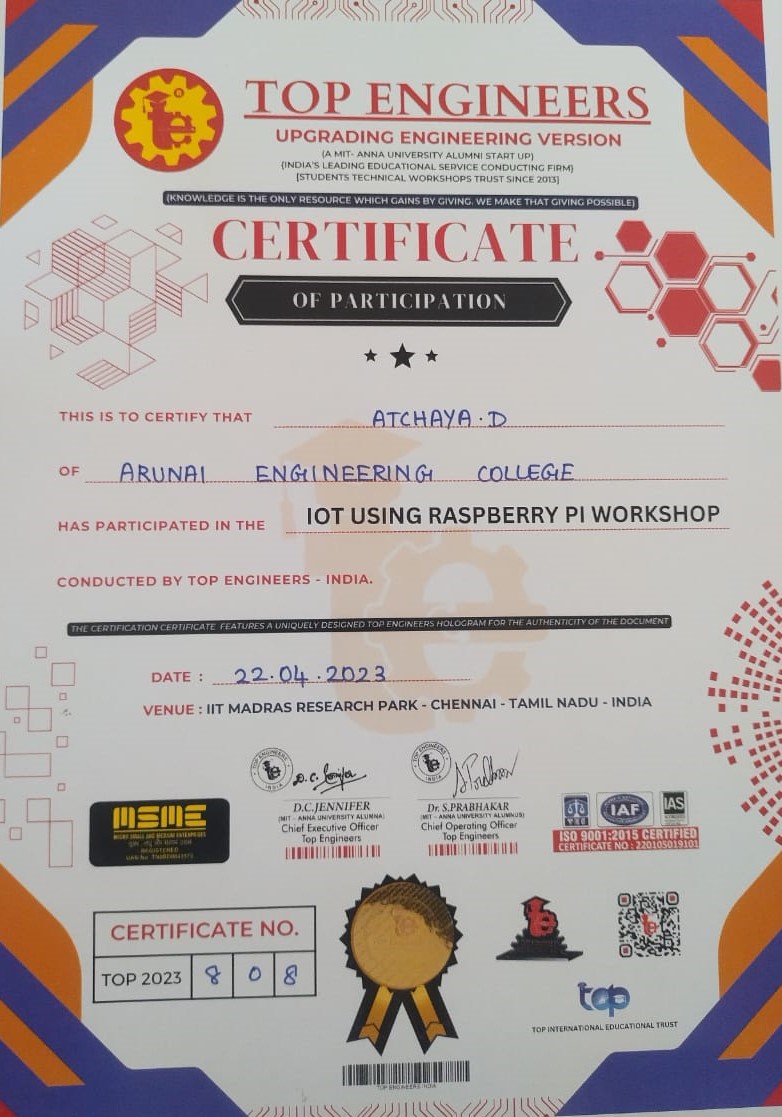 TOP ENGINEERS
UPGRADING ENGINEERING VERSION
(A MIT- ANNA UNIVERSITY ALUMNI START UP)
(INDIA'S LEADING EDUCATIONAL SERVICE CONDUCTING FIRM)
[STUDENTS TECHNICAL WORKSHOPS TRUST SINCE 2013]
(KNOWLEDGE IS THE ONLY RESOURCE WHICH GAINS BY GIVING. WE MAKE THAT GIVING POSSIBLE)
CERTIFICATE
OF PARTICIPATION
THIS IS TO CERTIFY THAT ATCHAYA. D
OF ARUNAI ENGINEERING COLLEGE
HAS PARTICIPATED IN THE IOT USING RASPBERRY PI WORKSHOP
CONDUCTED BY TOP ENGINEERS - INDIA.
THE CERTIFICATION CERTIFICATE FEATURES A UNIQUELY DESIGNED TOP ENGINEERS HOLOGRAM FOR THE AUTHENTICITY OF THE DOCUMENT
DATE : 22.04.2023
VENUE : IIT MADRAS RESEARCH PARK - CHENNAI - TAMIL NADU - INDIA
TOP ENGINEERS INDIA
TOP ENGINEERS INDIA
D.C.JENNIFER
(MIT - ANNA UNIVERSITY ALUMNA)
Chief Executive Officer
Top Engineers
Dr. S.PRABHAKAR
(MIT - ANNA UNIVERSITY ALUMNUS)
Chief Operating Officer
Top Engineers
MSME
MICRO SMALL AND MEDIUM ENTERPRISES
REGISTERED
IAF
IAS
ISO 9001:2015 CERTIFIED
CERTIFICATE NO : 220105019101
CERTIFICATE NO.
TOP 2023 8 0 8
top
TOP INTERNATIONAL EDUCATIONAL TRUST
TOP ENGINEERS INDIA